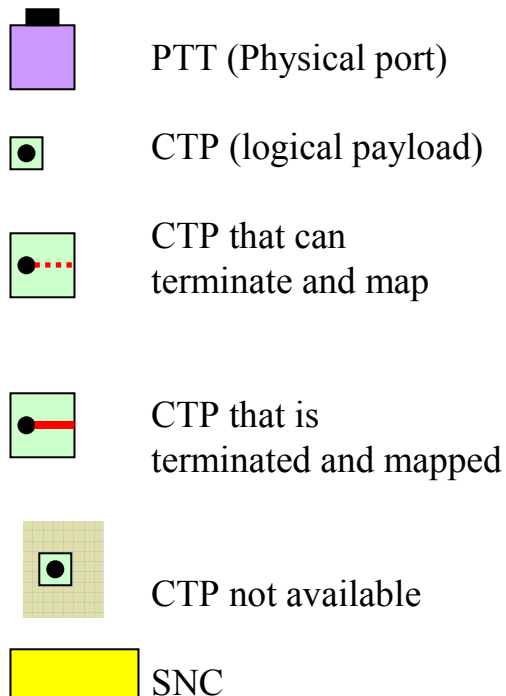 PTT (Physical port)
CTP (logical payload)
CTP that can
terminate and map
CTP that is
terminated and mapped
CTP not available
SNC